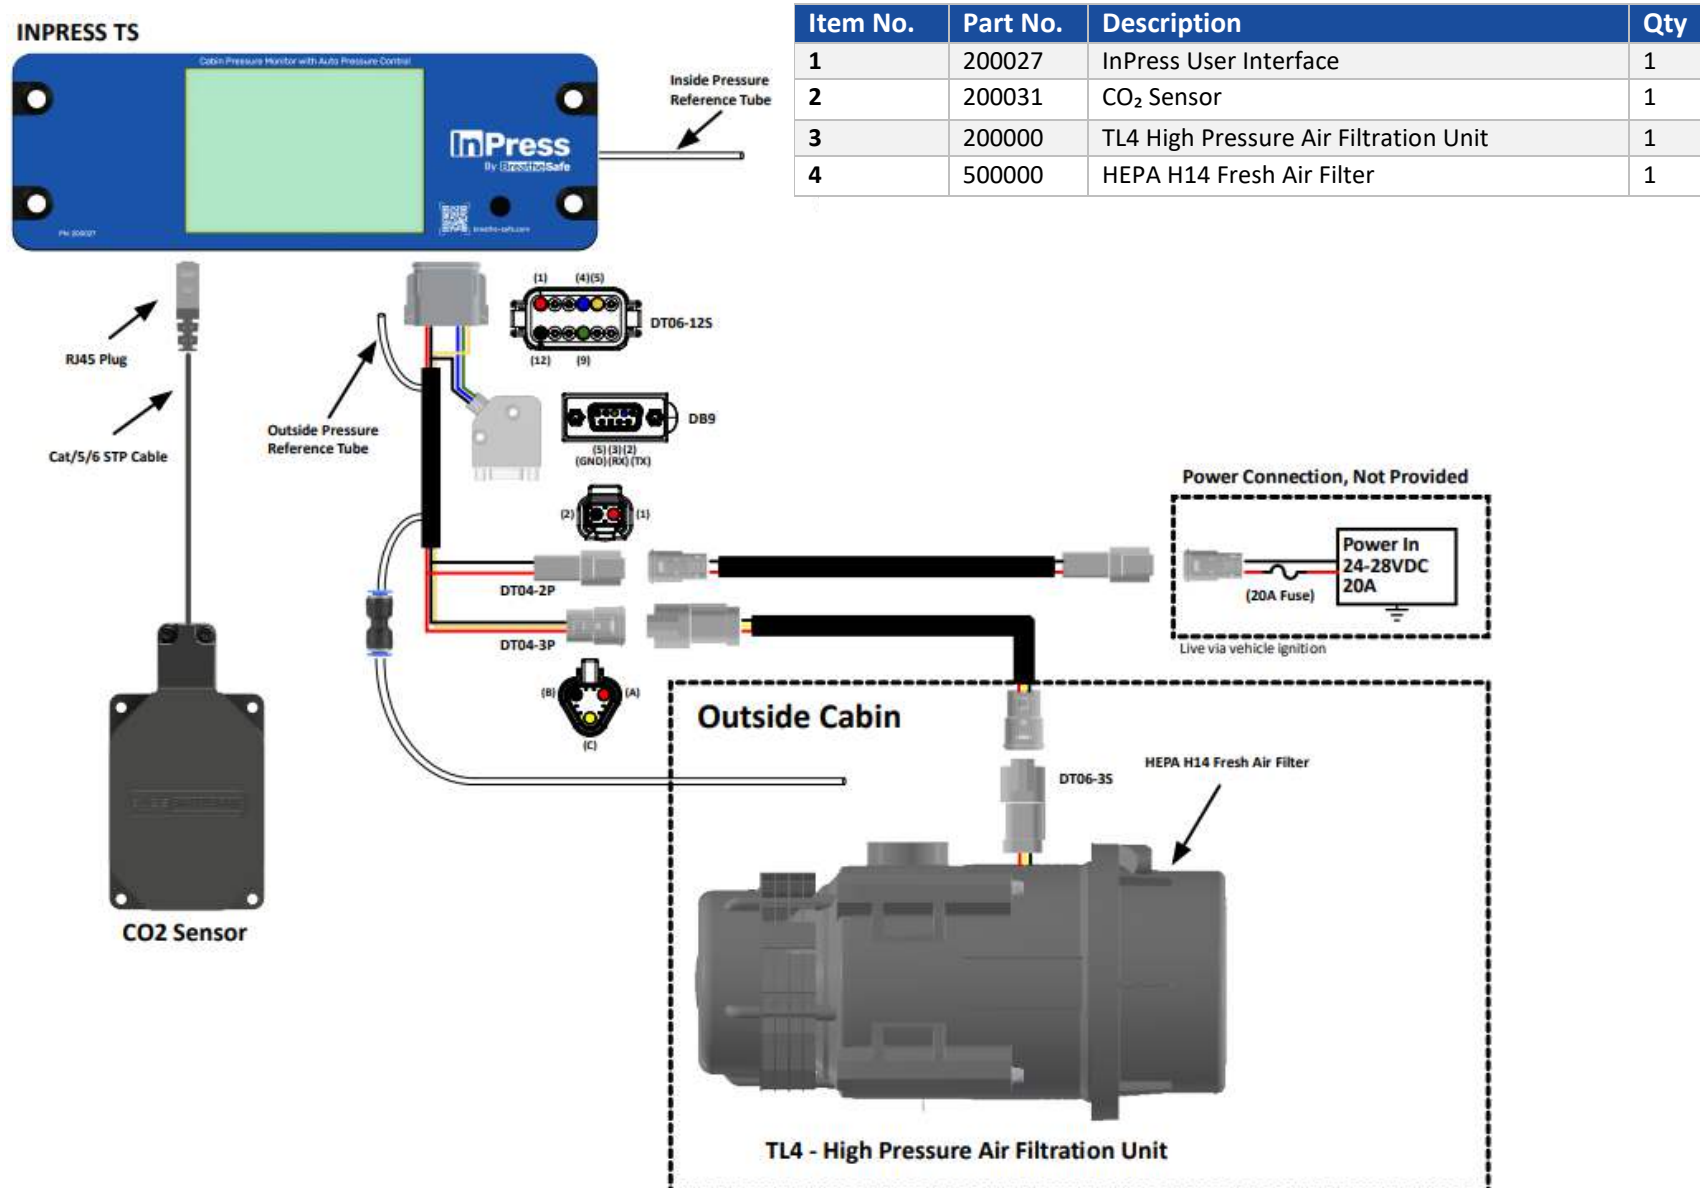 INPRESS TS
Cabin Pressure Monitor with Auto Pressure Control
InPress
By BreatheSafe
PN: 200027
breathe-safe.com
Inside Pressure
Reference Tube
Item No. Part No. Description Qty
1 200027 InPress User Interface 1
2 200031 CO₂ Sensor 1
3 200000 TL4 High Pressure Air Filtration Unit 1
4 500000 HEPA H14 Fresh Air Filter 1
RJ45 Plug
Cat/5/6 STP Cable
Outside Pressure
Reference Tube
(1) (4)(5)
DT06-12S
(12) (9)
DB9
(5)(3)(2)
(GND)(RX)(TX)
(2) (1)
DT04-2P
DT04-3P
(B) (A)
(C)
Power Connection, Not Provided
Power In
24-28VDC
20A
(20A Fuse)
Live via vehicle ignition
Outside Cabin
DT06-3S
HEPA H14 Fresh Air Filter
CO2 Sensor
TL4 - High Pressure Air Filtration Unit